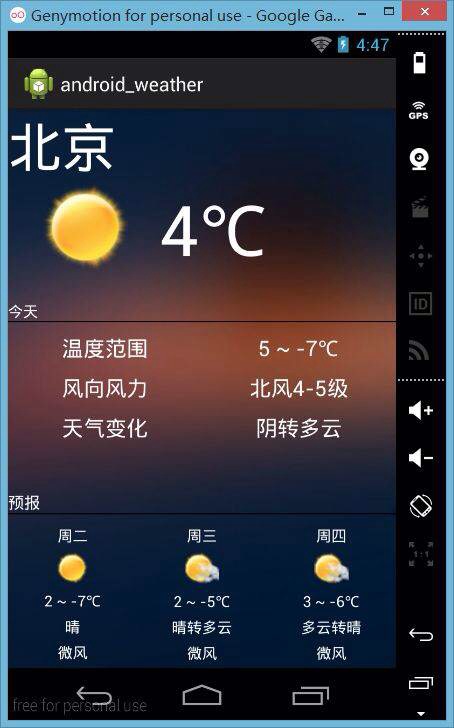 Genymotion for personal use - Google Ga...
4:47
android_weather
GPS
北京
4℃
ID
今天
温度范围 5 ~ -7℃
风向风力 北风4-5级
天气变化 阴转多云
预报
周二 周三 周四
1:1
2 ~ -7℃ 2 ~ -5℃ 3 ~ -6℃
晴 晴转多云 多云转晴
微风 微风 微风
free for personal use